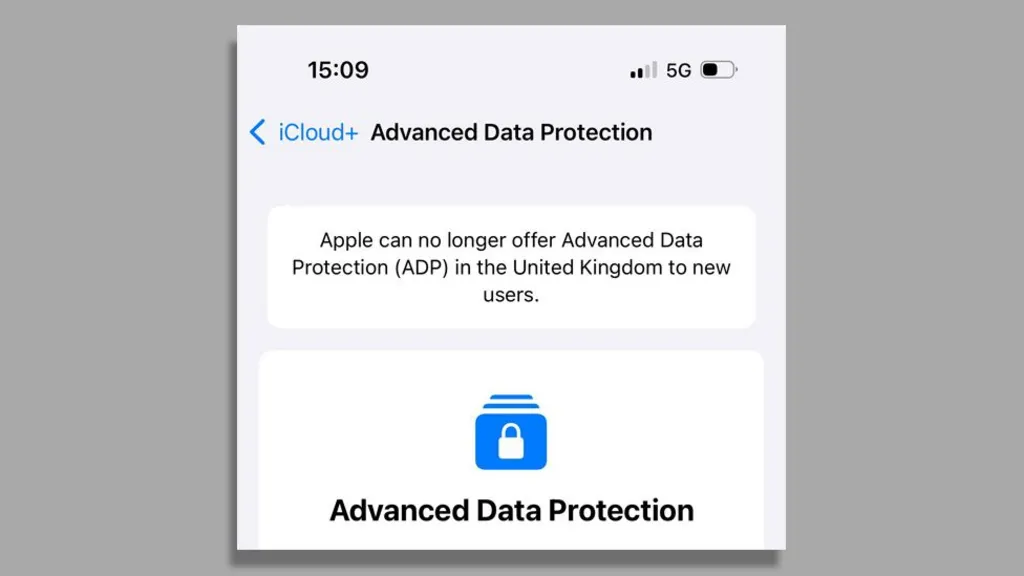 15:09 5G
iCloud+ Advanced Data Protection
Apple can no longer offer Advanced Data
Protection (ADP) in the United Kingdom to new
users.
Advanced Data Protection